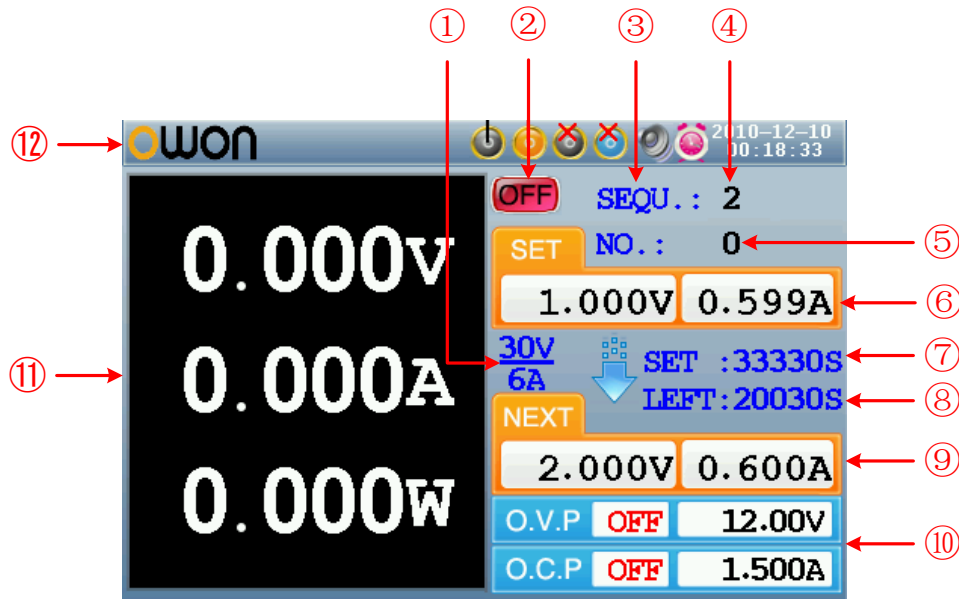 ① ② ③ ④
⑫ owon 2010-12-10
00:18:33
OFF SEQU.: 2
SET NO.: 0 ⑤
1.000V 0.599A ⑥
30V
6A
SET :33330S ⑦
LEFT:20030S ⑧
NEXT
2.000V 0.600A ⑨
O.V.P OFF 12.00V
⑩
O.C.P OFF 1.500A
0.000V
⑪ 0.000A
0.000W